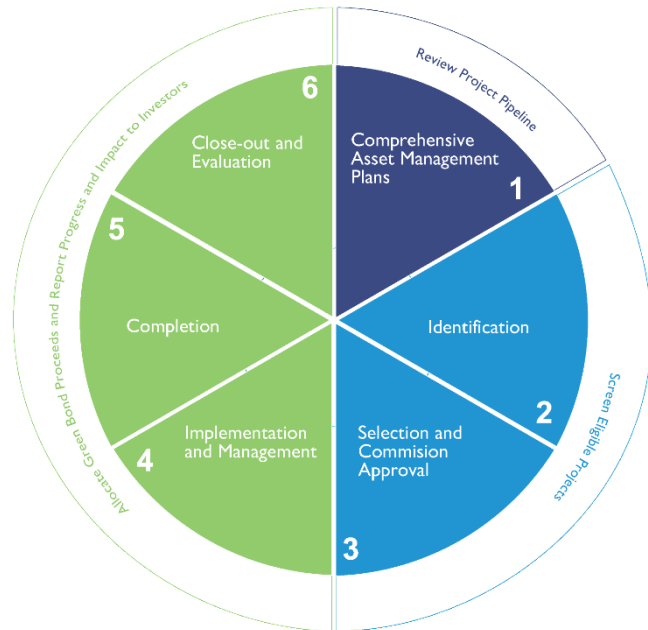 Review Project Pipeline
1
Comprehensive
Asset Management
Plans
Screen Eligible Projects
2
Identification
3
Selection and
Commision
Approval
Allocate Green Bond Proceeds and Report Progress and Impact to Investors
4
Implementation
and Management
5
Completion
6
Close-out and
Evaluation